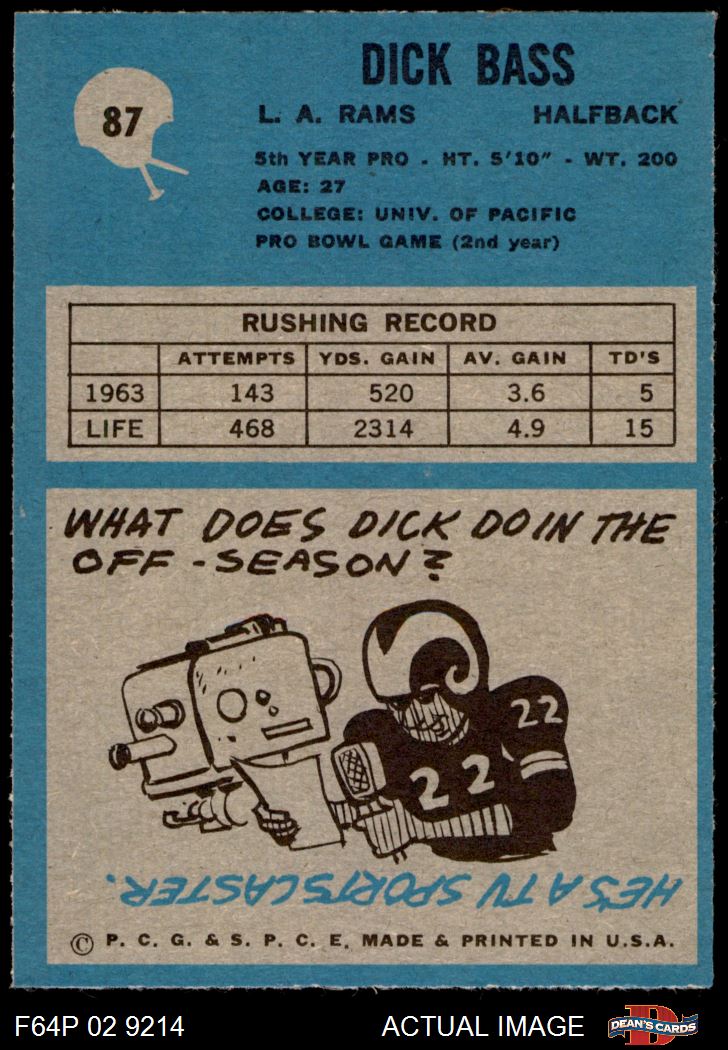 87
DICK BASS
L. A. RAMS HALFBACK
5th YEAR PRO - HT. 5'10" - WT. 200
AGE: 27
COLLEGE: UNIV. OF PACIFIC
PRO BOWL GAME (2nd year)
RUSHING RECORD
ATTEMPTS YDS. GAIN AV. GAIN TD'S
1963 143 520 3.6 5
LIFE 468 2314 4.9 15
WHAT DOES DICK DO IN THE
OFF-SEASON?
22
22
HE'S A TV SPORTSCASTER.
© P. C. G. & S. P. C. E. MADE & PRINTED IN U.S.A.
F64P 02 9214 ACTUAL IMAGE
DEAN'S CARDS